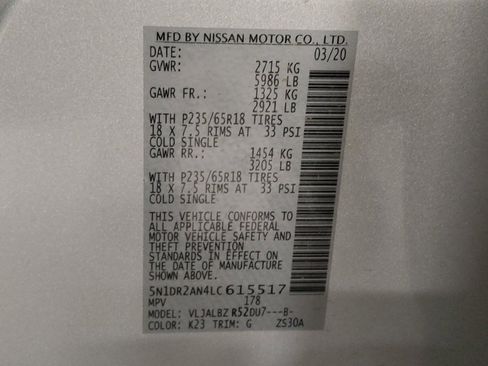 MFD BY NISSAN MOTOR CO., LTD.
DATE: 03/20
GVWR: 2715 KG
5986 LB
GAWR FR.: 1325 KG
2921 LB
WITH P235/65R18 TIRES
18 X 7.5 RIMS AT 33 PSI
COLD SINGLE
GAWR RR.: 1454 KG
3205 LB
WITH P235/65R18 TIRES
18 X 7.5 RIMS AT 33 PSI
COLD SINGLE
THIS VEHICLE CONFORMS TO
ALL APPLICABLE FEDERAL
MOTOR VEHICLE SAFETY AND
THEFT PREVENTION
STANDARDS IN EFFECT ON
THE DATE OF MANUFACTURE
SHOWN ABOVE.
5N1DR2AN4LC615517
MPV 178
MODEL: VLJALBZ R52DU7---B-
COLOR: K23 TRIM: G ZS30A